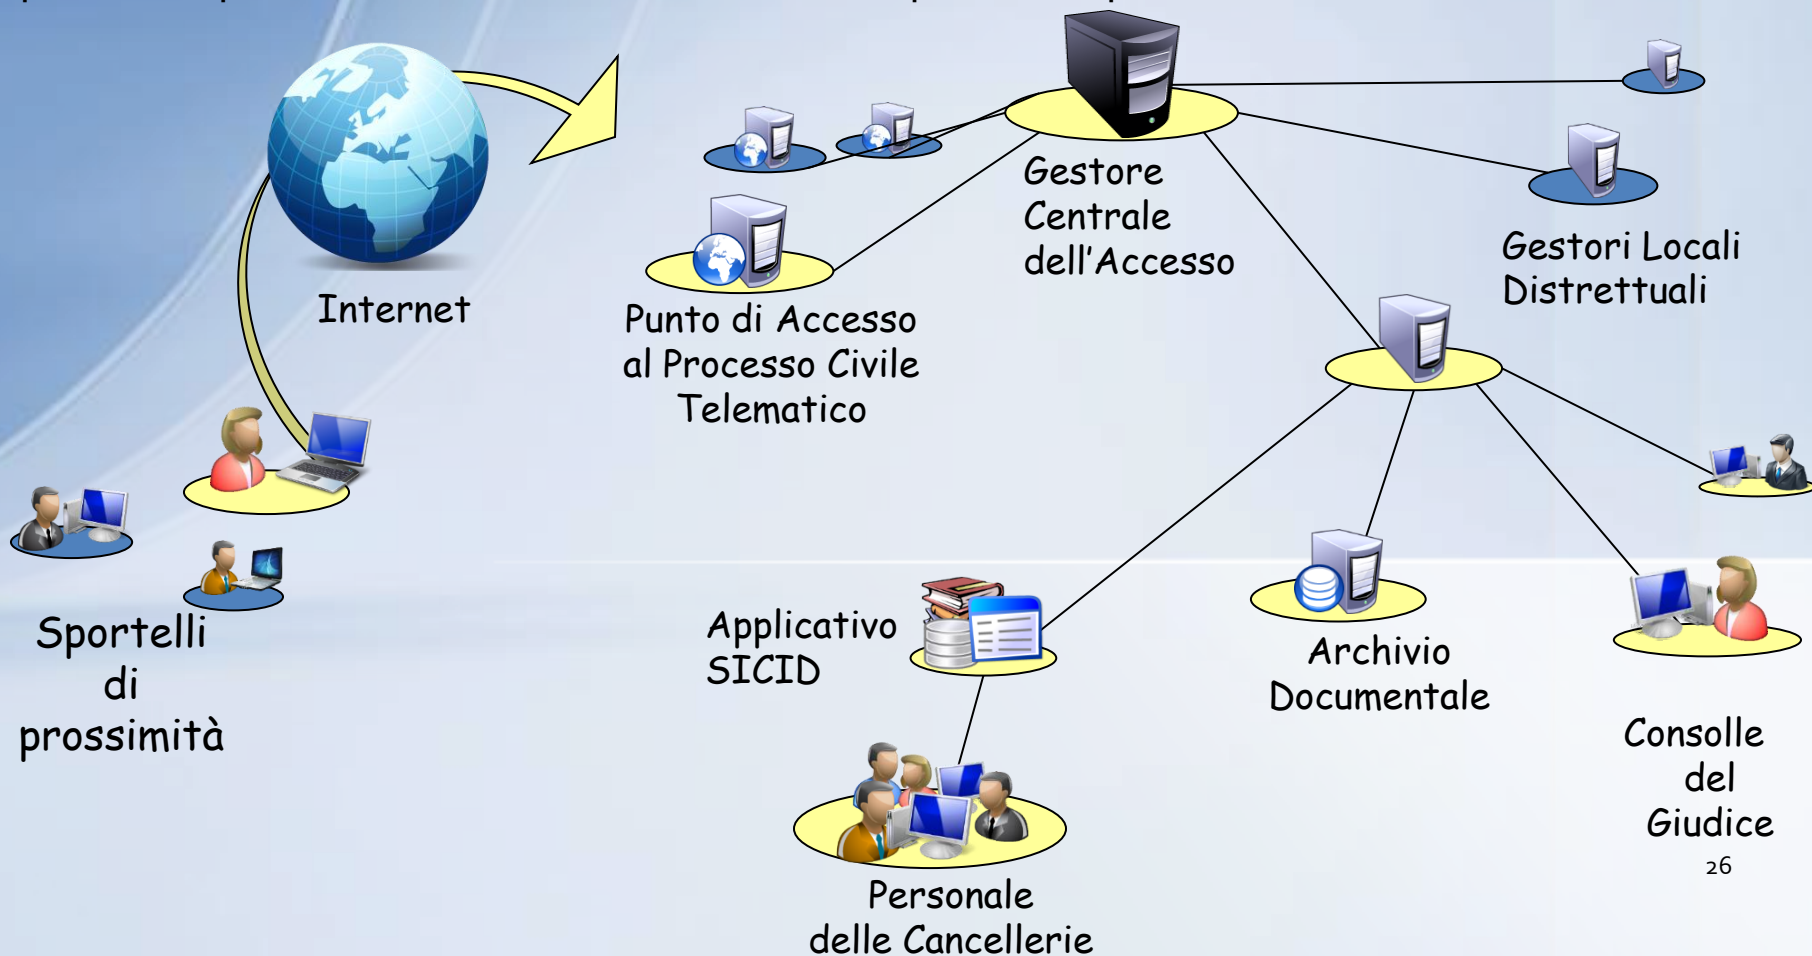 Internet
Gestore
Centrale
dell'Accesso
Gestori Locali
Distrettuali
Punto di Accesso
al Processo Civile
Telematico
Sportelli
di
prossimità
Applicativo
SICID
Archivio
Documentale
Consolle
del
Giudice
26
Personale
delle Cancellerie